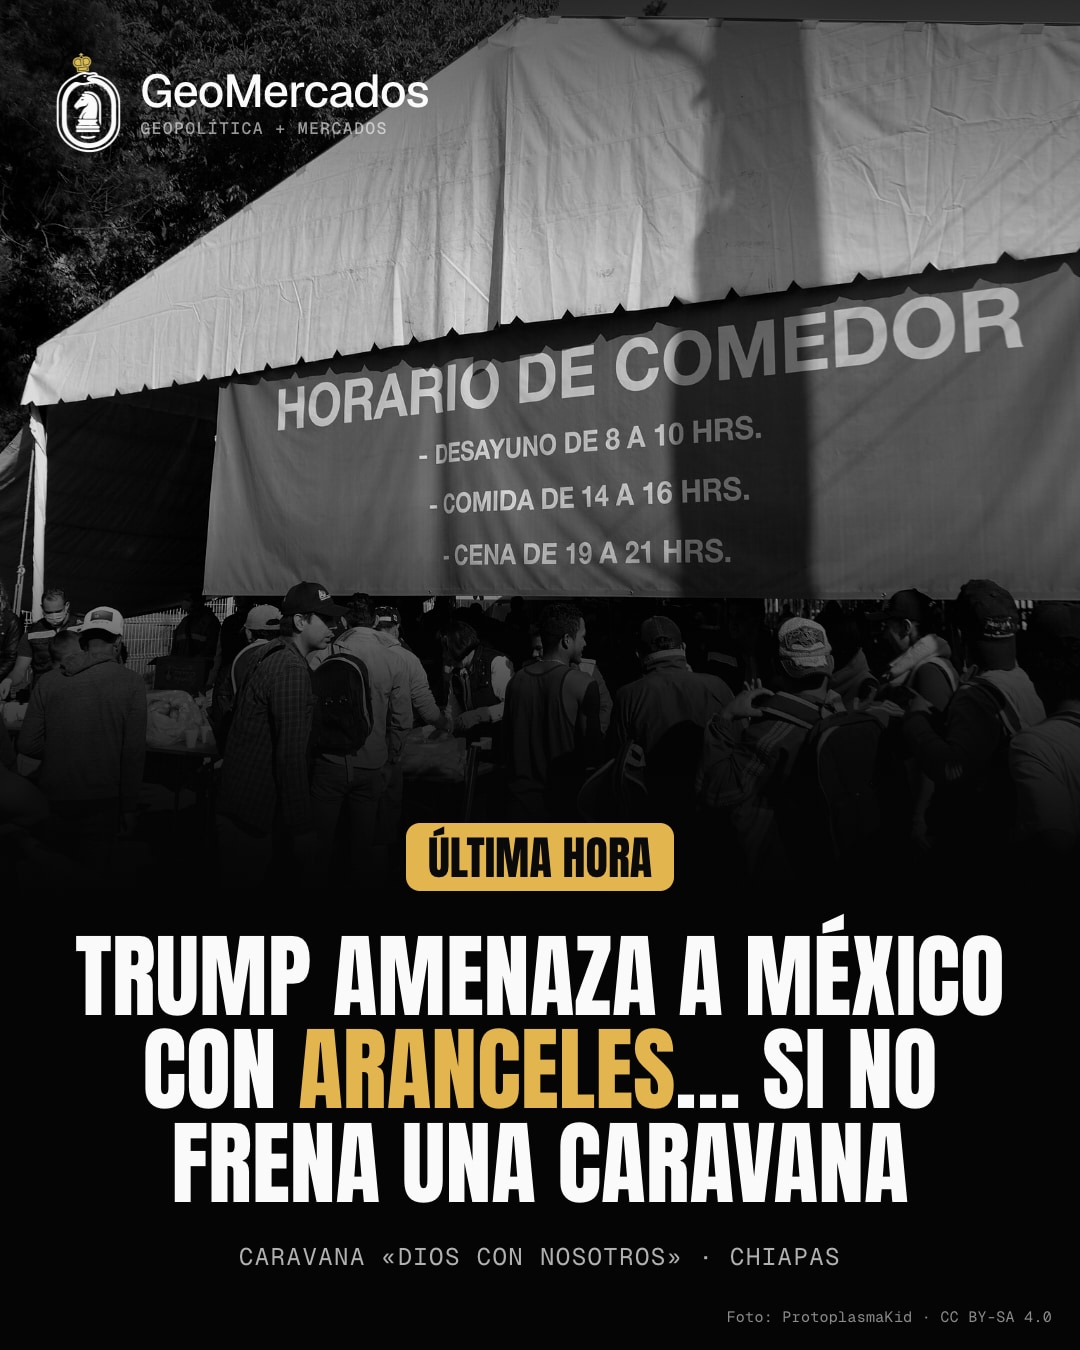 GeoMercados
GEOPOLÍTICA + MERCADOS
HORARIO DE COMEDOR
- DESAYUNO DE 8 A 10 HRS.
- COMIDA DE 14 A 16 HRS.
- CENA DE 19 A 21 HRS.
ÚLTIMA HORA
TRUMP AMENAZA A MÉXICO
CON ARANCELES... SI NO
FRENA UNA CARAVANA
CARAVANA «DIOS CON NOSOTROS» · CHIAPAS
Foto: ProtoplasmaKid · CC BY-SA 4.0